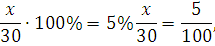 x/30 · 100% = 5% x/30 = 5/100,